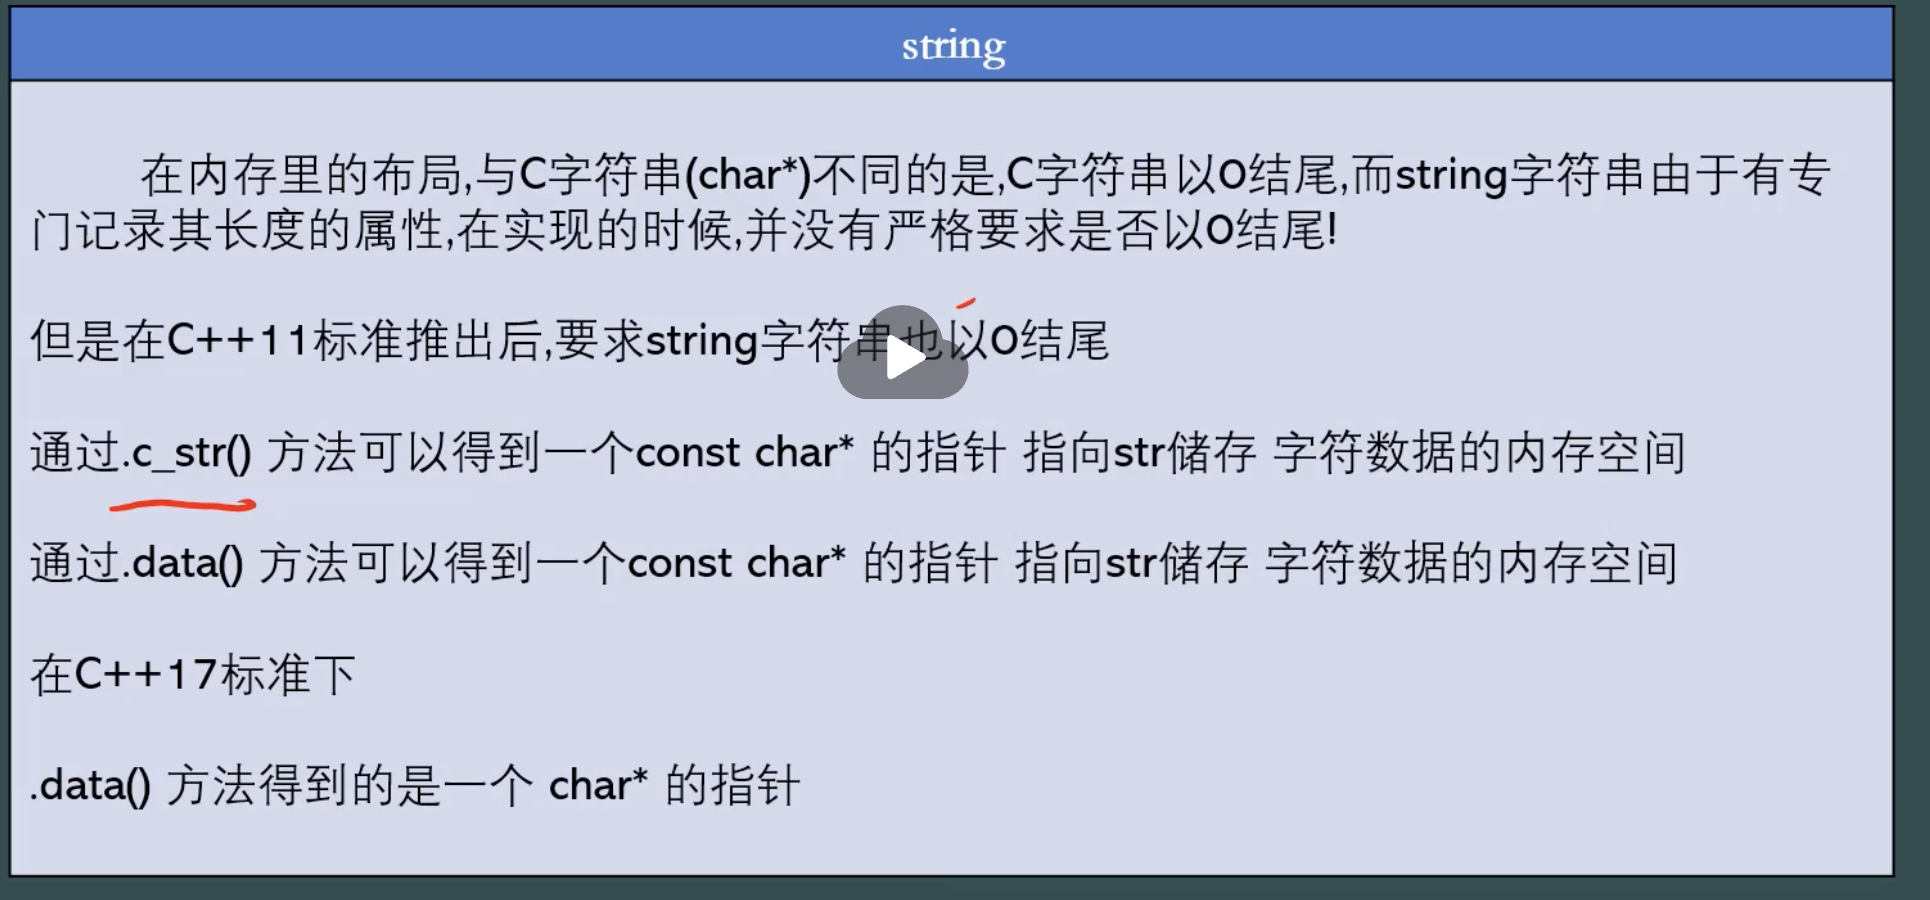 string
在内存里的布局,与C字符串(char*)不同的是,C字符串以0结尾,而string字符串由于有专
门记录其长度的属性,在实现的时候,并没有严格要求是否以0结尾!
但是在C++11标准推出后,要求string字符串也以0结尾
通过.c_str() 方法可以得到一个const char* 的指针 指向str储存 字符数据的内存空间
通过.data() 方法可以得到一个const char* 的指针 指向str储存 字符数据的内存空间
在C++17标准下
.data() 方法得到的是一个 char* 的指针